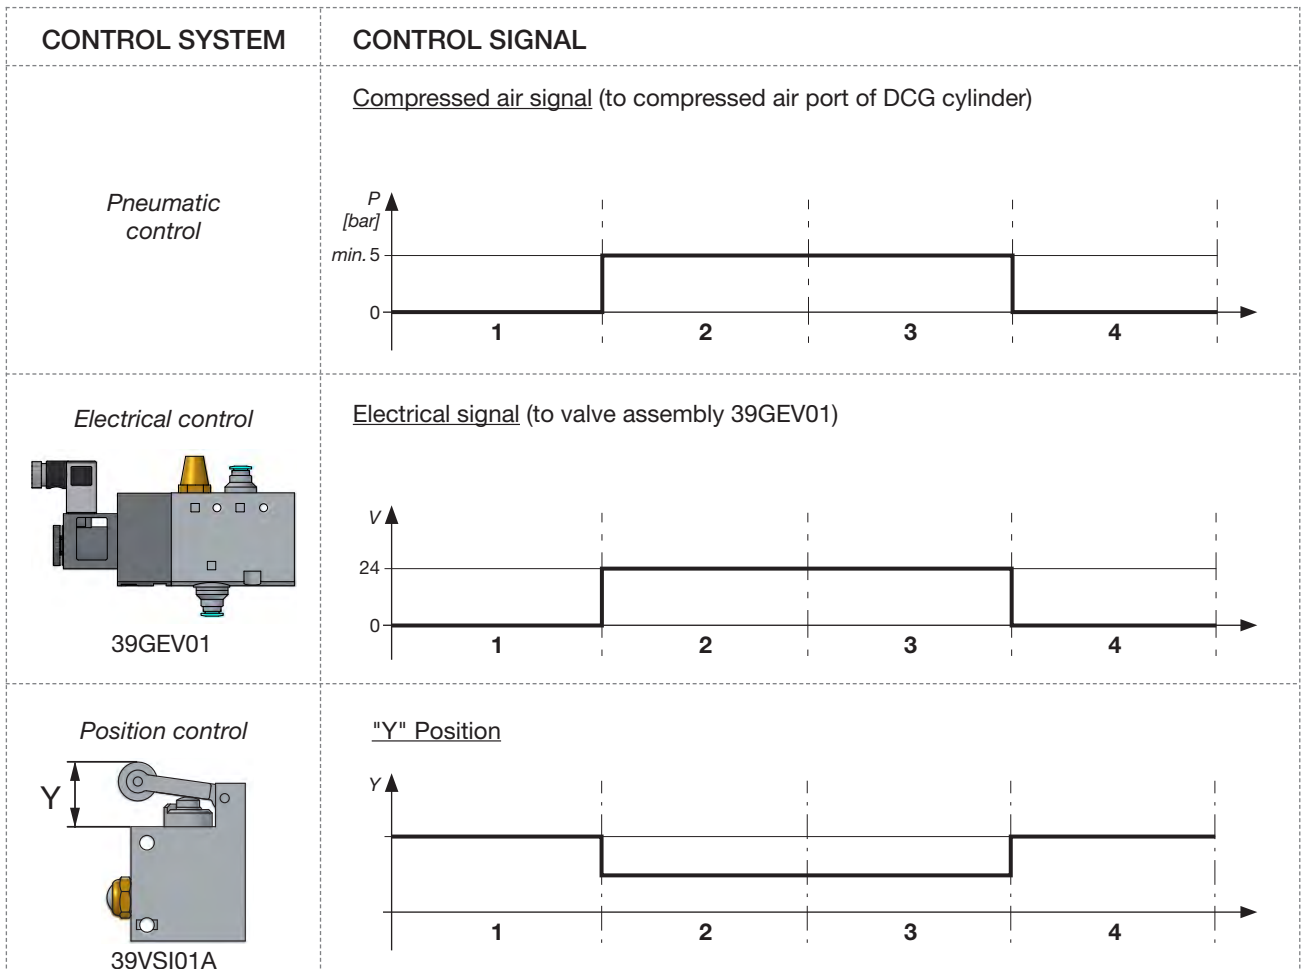 CONTROL SYSTEM
CONTROL SIGNAL
Pneumatic
control
Compressed air signal (to compressed air port of DCG cylinder)
P
[bar]
min. 5
0
1
2
3
4
Electrical control
39GEV01
Electrical signal (to valve assembly 39GEV01)
V
24
0
1
2
3
4
Position control
Y
39VSI01A
"Y" Position
Y
1
2
3
4